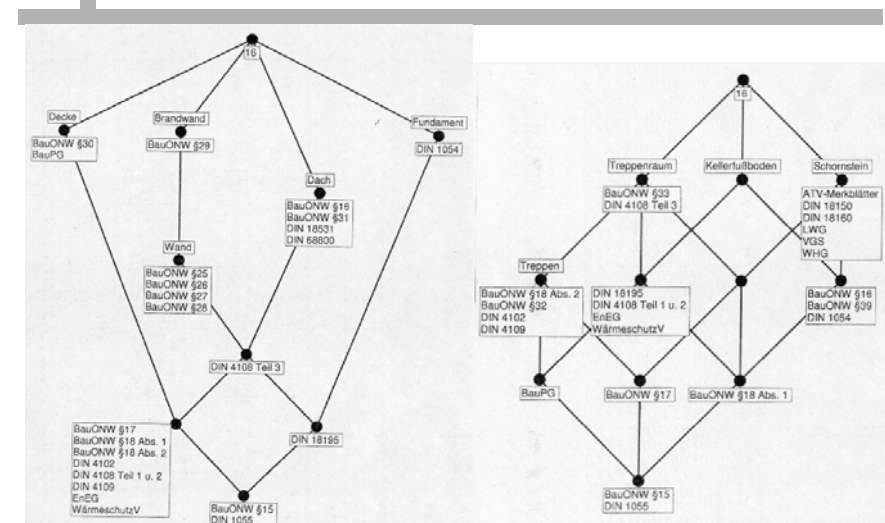 16
Decke
BauONW §30
BauPG
Brandwand
BauONW §29
Fundament
DIN 1054
Dach
BauONW §16
BauONW §31
DIN 18531
DIN 68800
Wand
BauONW §25
BauONW §26
BauONW §27
BauONW §28
DIN 4108 Teil 3
BauONW §17
BauONW §18 Abs. 1
BauONW §18 Abs. 2
DIN 4102
DIN 4108 Teil 1 u. 2
DIN 4109
EnEG
WärmeschutzV
DIN 18195
BauONW §15
DIN 1055
16
Treppenraum
BauONW §33
DIN 4108 Teil 3
Kellerfußboden
Schornstein
ATV-Merkblätter
DIN 18150
DIN 18160
LWG
VGS
WHG
Treppen
BauONW §18 Abs. 2
BauONW §32
DIN 4102
DIN 4109
DIN 18195
DIN 4108 Teil 1 u. 2
EnEG
WärmeschutzV
BauONW §16
BauONW §39
DIN 1054
BauPG
BauONW §17
BauONW §18 Abs. 1
BauONW §15
DIN 1055